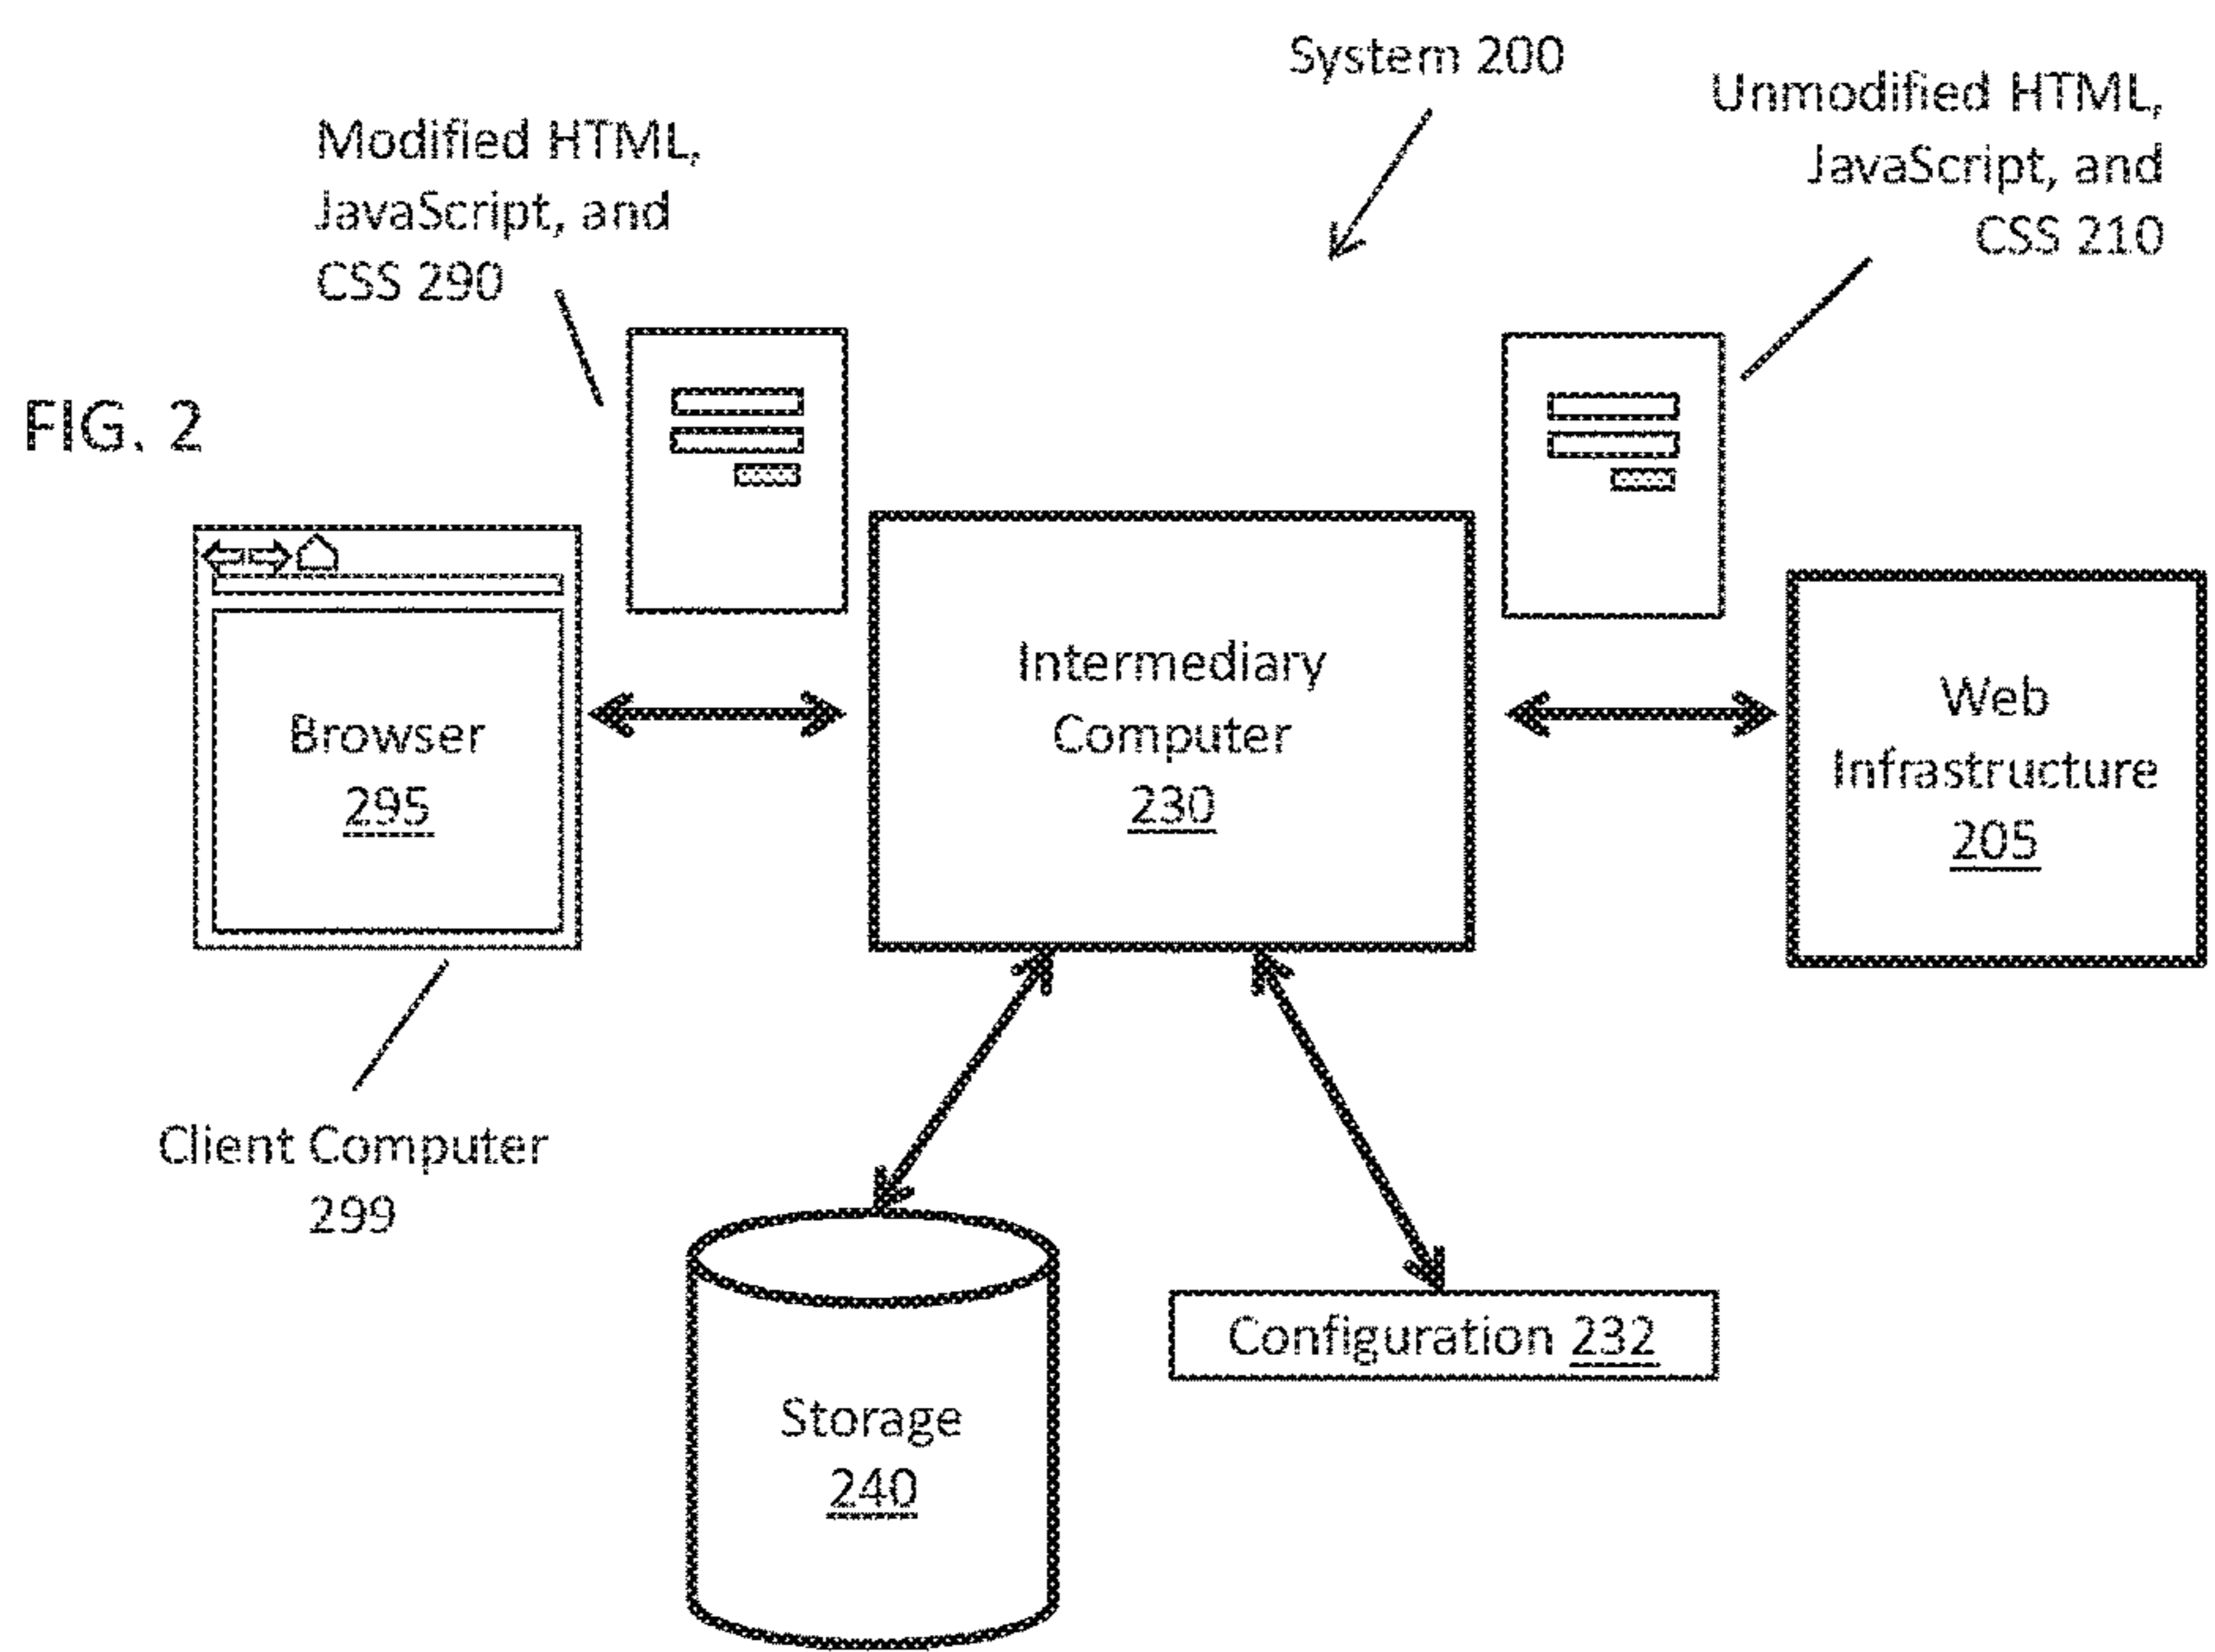 System 200
Unmodified HTML,
JavaScript, and
CSS 210
Modified HTML,
JavaScript, and
CSS 290
FIG. 2
Browser
295
Intermediary
Computer
230
Web
Infrastructure
205
Client Computer
299
Storage
240
Configuration 232